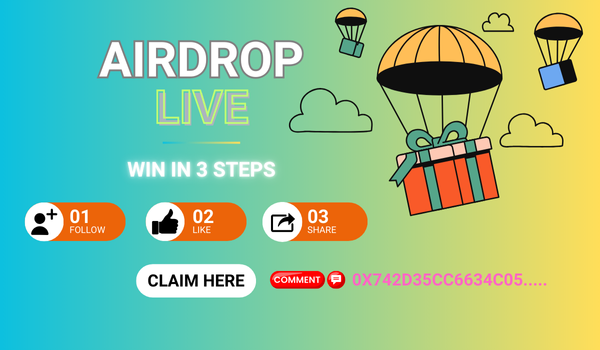 AIRDROP
LIVE
WIN IN 3 STEPS
01
FOLLOW
02
LIKE
03
SHARE
CLAIM HERE
COMMENT
0X742D35CC6634C05.....